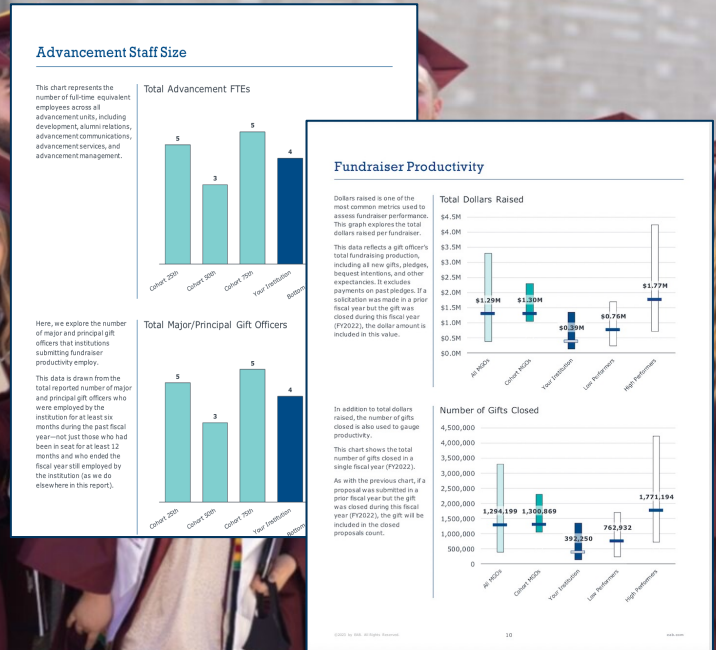 Advancement Staff Size
This chart represents the
number of full-time equivalent
employees across all
advancement units, including
development, alumni relations,
advancement communications,
advancement services, and
advancement management.
Total Advancement FTEs
5
3
5
4
Cohort 25th
Cohort 50th
Cohort 75th
Your Institution
Bottom
Here, we explore the number
of major and principal gift
officers that institutions
submitting fundraiser
productivity employ.
This data is drawn from the
total reported number of major
and principal gift officers who
were employed by the
institution for at least six
months during the past fiscal
year—not just those who had
been in seat for at least 12
months and who ended the
fiscal year still employed by
the institution (as we do
elsewhere in this report).
Total Major/Principal Gift Officers
5
3
5
4
Cohort 25th
Cohort 50th
Cohort 75th
Your Institution
Bottom
Fundraiser Productivity
Dollars raised is one of the
most common metrics used to
assess fundraiser performance.
This graph explores the total
dollars raised per fundraiser.
This data reflects a gift officer's
total fundraising production,
including all new gifts, pledges,
bequest intentions, and other
expectancies. It excludes
payments on past pledges. If a
solicitation was made in a prior
fiscal year but the gift was
closed during this fiscal year
(FY2022), the dollar amount is
included in this value.
Total Dollars Raised
$4.5M
$4.0M
$3.5M
$3.0M
$2.5M
$2.0M
$1.5M
$1.0M
$0.5M
$0.0M
$1.29M
$1.30M
$0.39M
$0.76M
$1.77M
All MGOs
Cohort MGOs
Your Institution
Low Performers
High Performers
In addition to total dollars
raised, the number of gifts
closed is also used to gauge
productivity.
This chart shows the total
number of gifts closed in a
single fiscal year (FY2022).
As with the previous chart, if a
proposal was submitted in a
prior fiscal year but the gift
was closed during this fiscal
year (FY2022), the gift will be
included in the closed
proposals count.
Number of Gifts Closed
4,500,000
4,000,000
3,500,000
3,000,000
2,500,000
2,000,000
1,500,000
1,000,000
500,000
0
1,294,199
1,300,869
392,250
762,932
1,771,194
All MGOs
Cohort MGOs
Your Institution
Low Performers
High Performers
10